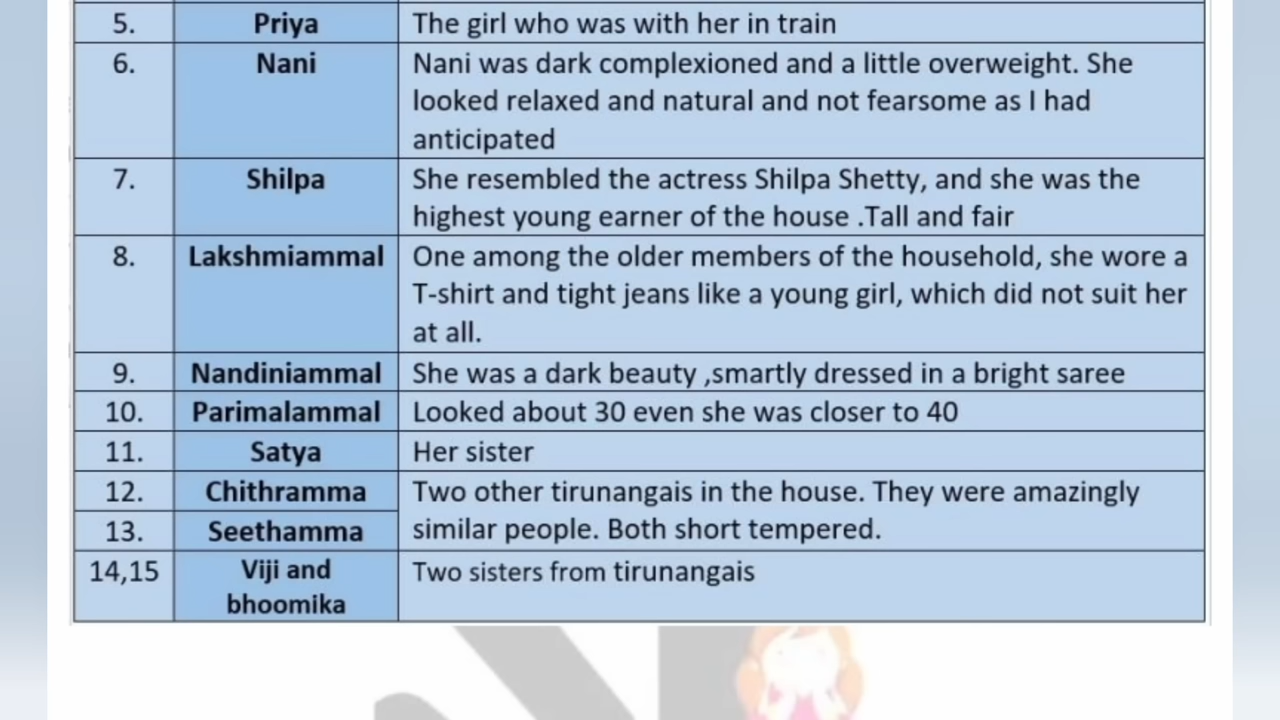 5. Priya The girl who was with her in train
6. Nani Nani was dark complexioned and a little overweight. She
looked relaxed and natural and not fearsome as I had
anticipated
7. Shilpa She resembled the actress Shilpa Shetty, and she was the
highest young earner of the house .Tall and fair
8. Lakshmiammal One among the older members of the household, she wore a
T-shirt and tight jeans like a young girl, which did not suit her
at all.
9. Nandiniammal She was a dark beauty ,smartly dressed in a bright saree
10. Parimalammal Looked about 30 even she was closer to 40
11. Satya Her sister
12. Chithramma Two other tirunangais in the house. They were amazingly
13. Seethamma similar people. Both short tempered.
14,15 Viji and Two sisters from tirunangais
bhoomika